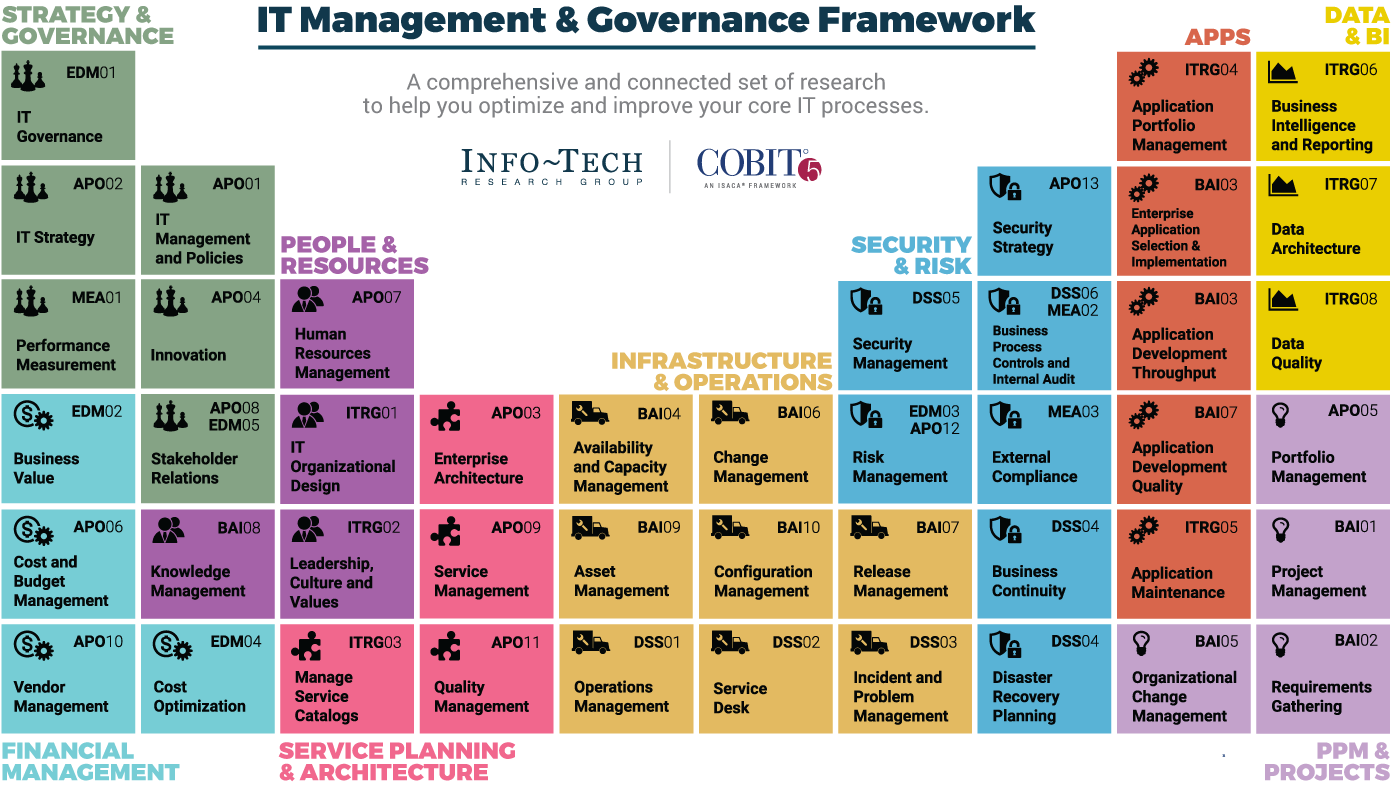 STRATEGY &
GOVERNANCE
IT Management & Governance Framework
A comprehensive and connected set of research
to help you optimize and improve your core IT processes.
INFO~TECH
RESEARCH GROUP
COBIT 5
AN ISACA® FRAMEWORK
APPS
DATA
& BI
EDM01
IT
Governance
ITRG04
Application
Portfolio
Management
ITRG06
Business
Intelligence
and Reporting
APO02
IT Strategy
APO01
IT
Management
and Policies
PEOPLE &
RESOURCES
SECURITY
& RISK
APO13
Security
Strategy
BAI03
Enterprise
Application
Selection &
Implementation
ITRG07
Data
Architecture
MEA01
Performance
Measurement
APO04
Innovation
APO07
Human
Resources
Management
INFRASTRUCTURE
& OPERATIONS
DSS05
Security
Management
DSS06
MEA02
Business
Process
Controls and
Internal Audit
BAI03
Application
Development
Throughput
ITRG08
Data
Quality
EDM02
Business
Value
APO08
EDM05
Stakeholder
Relations
ITRG01
IT
Organizational
Design
APO03
Enterprise
Architecture
BAI04
Availability
and Capacity
Management
BAI06
Change
Management
EDM03
APO12
Risk
Management
MEA03
External
Compliance
BAI07
Application
Development
Quality
APO05
Portfolio
Management
APO06
Cost and
Budget
Management
BAI08
Knowledge
Management
ITRG02
Leadership,
Culture and
Values
APO09
Service
Management
BAI09
Asset
Management
BAI10
Configuration
Management
BAI07
Release
Management
DSS04
Business
Continuity
ITRG05
Application
Maintenance
BAI01
Project
Management
APO10
Vendor
Management
EDM04
Cost
Optimization
ITRG03
Manage
Service
Catalogs
APO11
Quality
Management
DSS01
Operations
Management
DSS02
Service
Desk
DSS03
Incident and
Problem
Management
DSS04
Disaster
Recovery
Planning
BAI05
Organizational
Change
Management
BAI02
Requirements
Gathering
FINANCIAL
MANAGEMENT
SERVICE PLANNING
& ARCHITECTURE
PPM &
PROJECTS